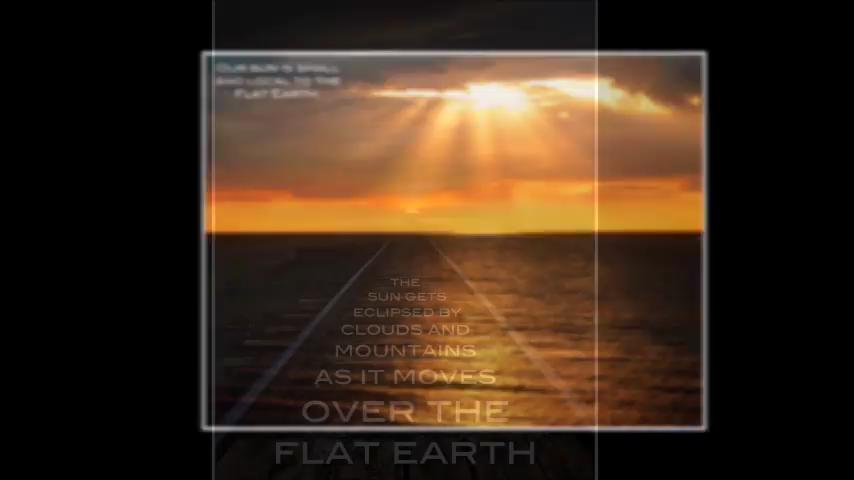 OUR SUN IS SMALL
AND LOCAL TO THE
FLAT EARTH
THE
SUN GETS
ECLIPSED BY
CLOUDS AND
MOUNTAINS
AS IT MOVES
OVER THE
FLAT EARTH